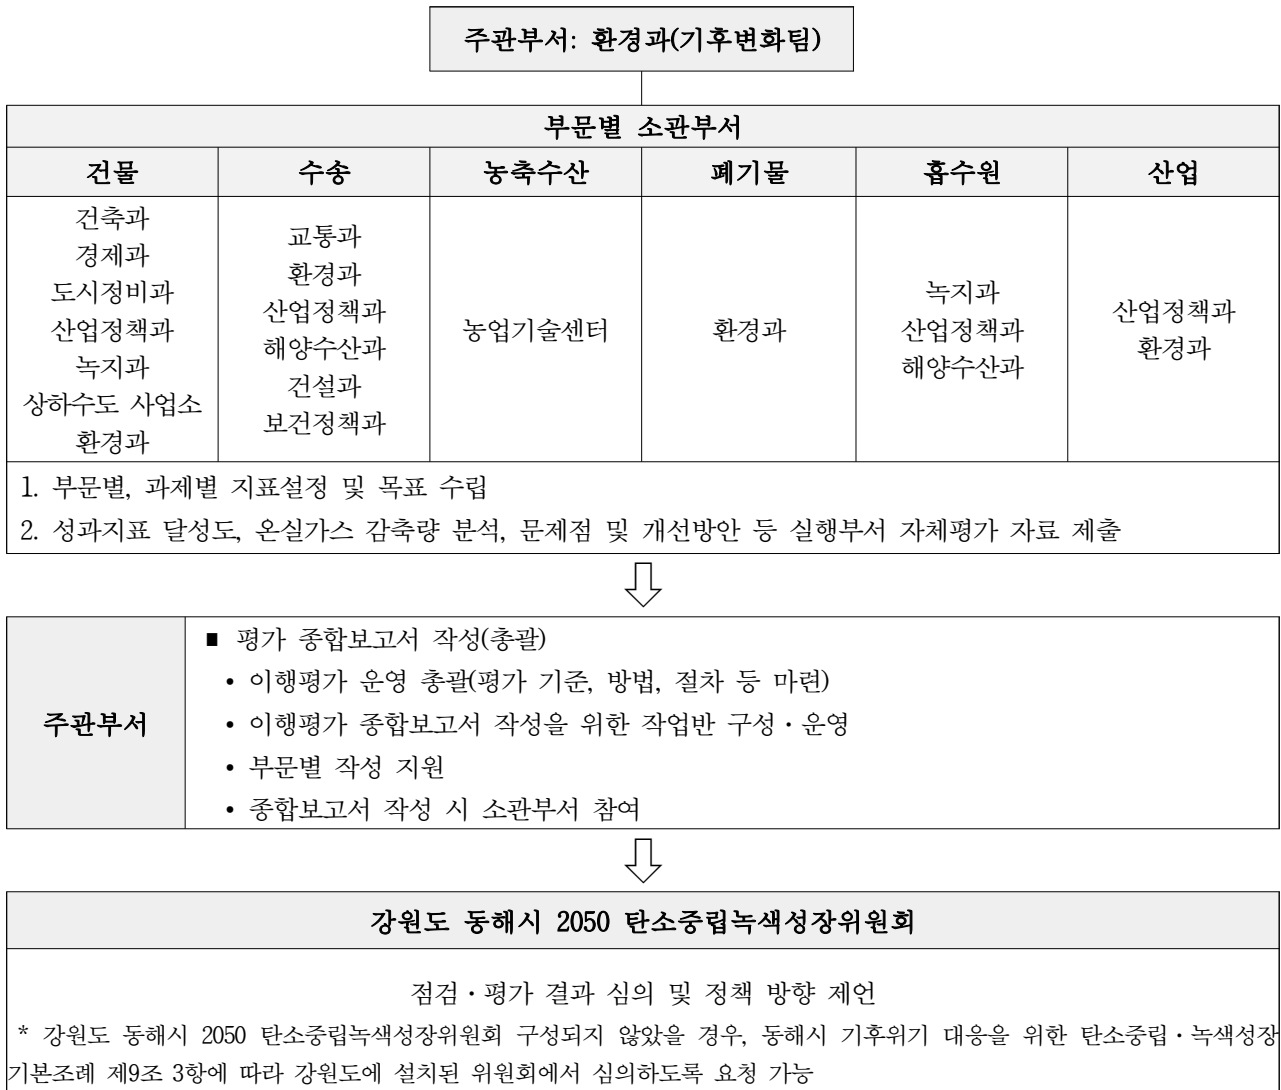 주관부서: 환경과(기후변화팀)
부문별 소관부서
건물
수송
농축수산
폐기물
흡수원
산업
건축과
경제과
도시정비과
산업정책과
녹지과
상하수도 사업소
환경과
교통과
환경과
산업정책과
해양수산과
건설과
보건정책과
농업기술센터
환경과
녹지과
산업정책과
해양수산과
산업정책과
환경과
1. 부문별, 과제별 지표설정 및 목표 수립
2. 성과지표 달성도, 온실가스 감축량 분석, 문제점 및 개선방안 등 실행부서 자체평가 자료 제출
주관부서
■ 평가 종합보고서 작성(총괄)
• 이행평가 운영 총괄(평가 기준, 방법, 절차 등 마련)
• 이행평가 종합보고서 작성을 위한 작업반 구성・운영
• 부문별 작성 지원
• 종합보고서 작성 시 소관부서 참여
강원도 동해시 2050 탄소중립녹색성장위원회
점검・평가 결과 심의 및 정책 방향 제언
* 강원도 동해시 2050 탄소중립녹색성장위원회 구성되지 않았을 경우, 동해시 기후위기 대응을 위한 탄소중립・녹색성장
기본조례 제9조 3항에 따라 강원도에 설치된 위원회에서 심의하도록 요청 가능